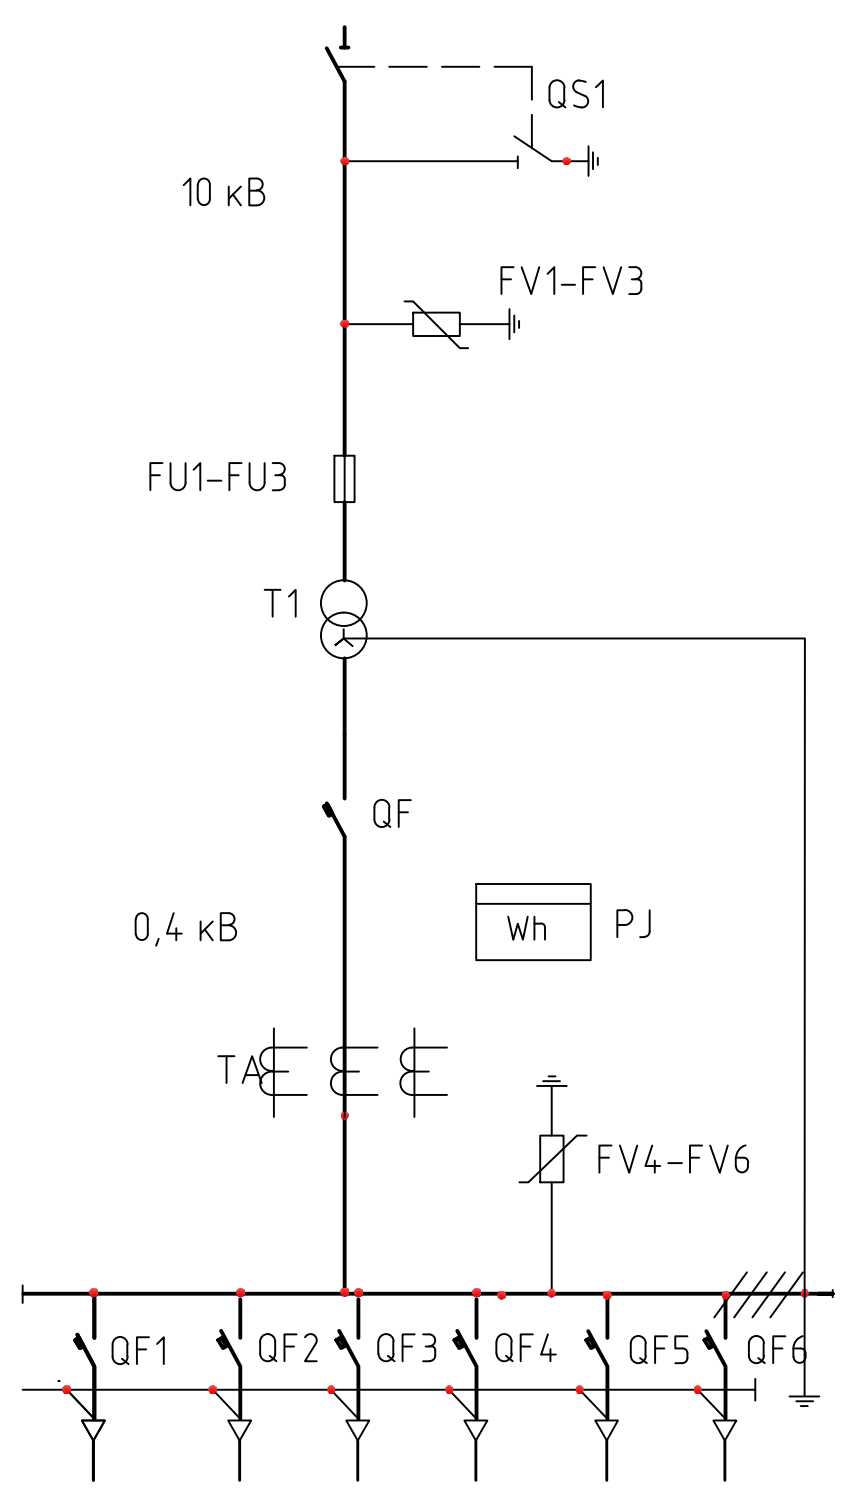 QS1
10 кВ
FV1-FV3
FU1-FU3
T1
QF
0,4 кВ
Wh
PJ
TA
FV4-FV6
QF1
QF2
QF3
QF4
QF5
QF6